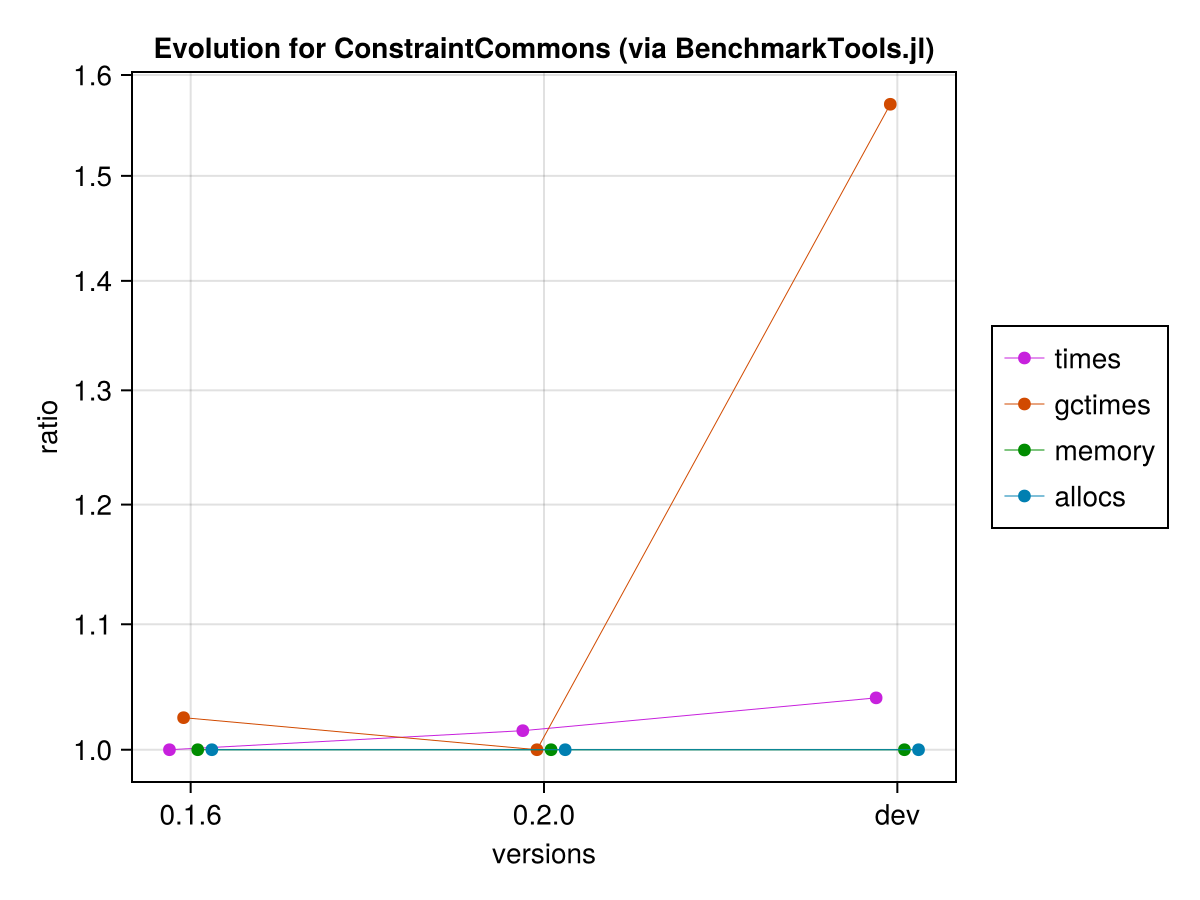 Evolution for ConstraintCommons (via BenchmarkTools.jl)
1.6
1.5
1.4
1.3
1.2
1.1
1.0
ratio
0.1.6
0.2.0
dev
versions
times
gctimes
memory
allocs